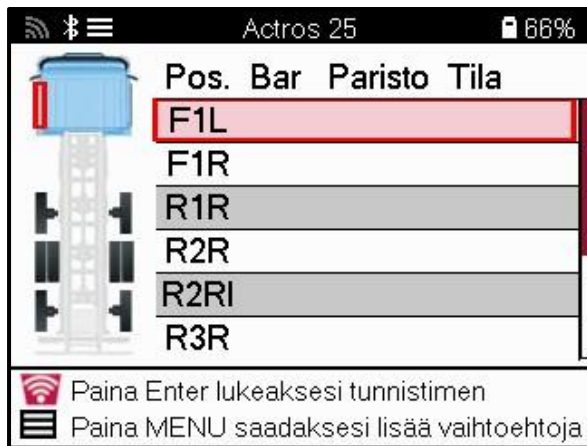 Actros 25 66%
Pos. Bar Paristo Tila
F1L
F1R
R1R
R2R
R2RI
R3R
Paina Enter lukeaksesi tunnistimen
Paina MENU saadaksesi lisää vaihtoehtoja